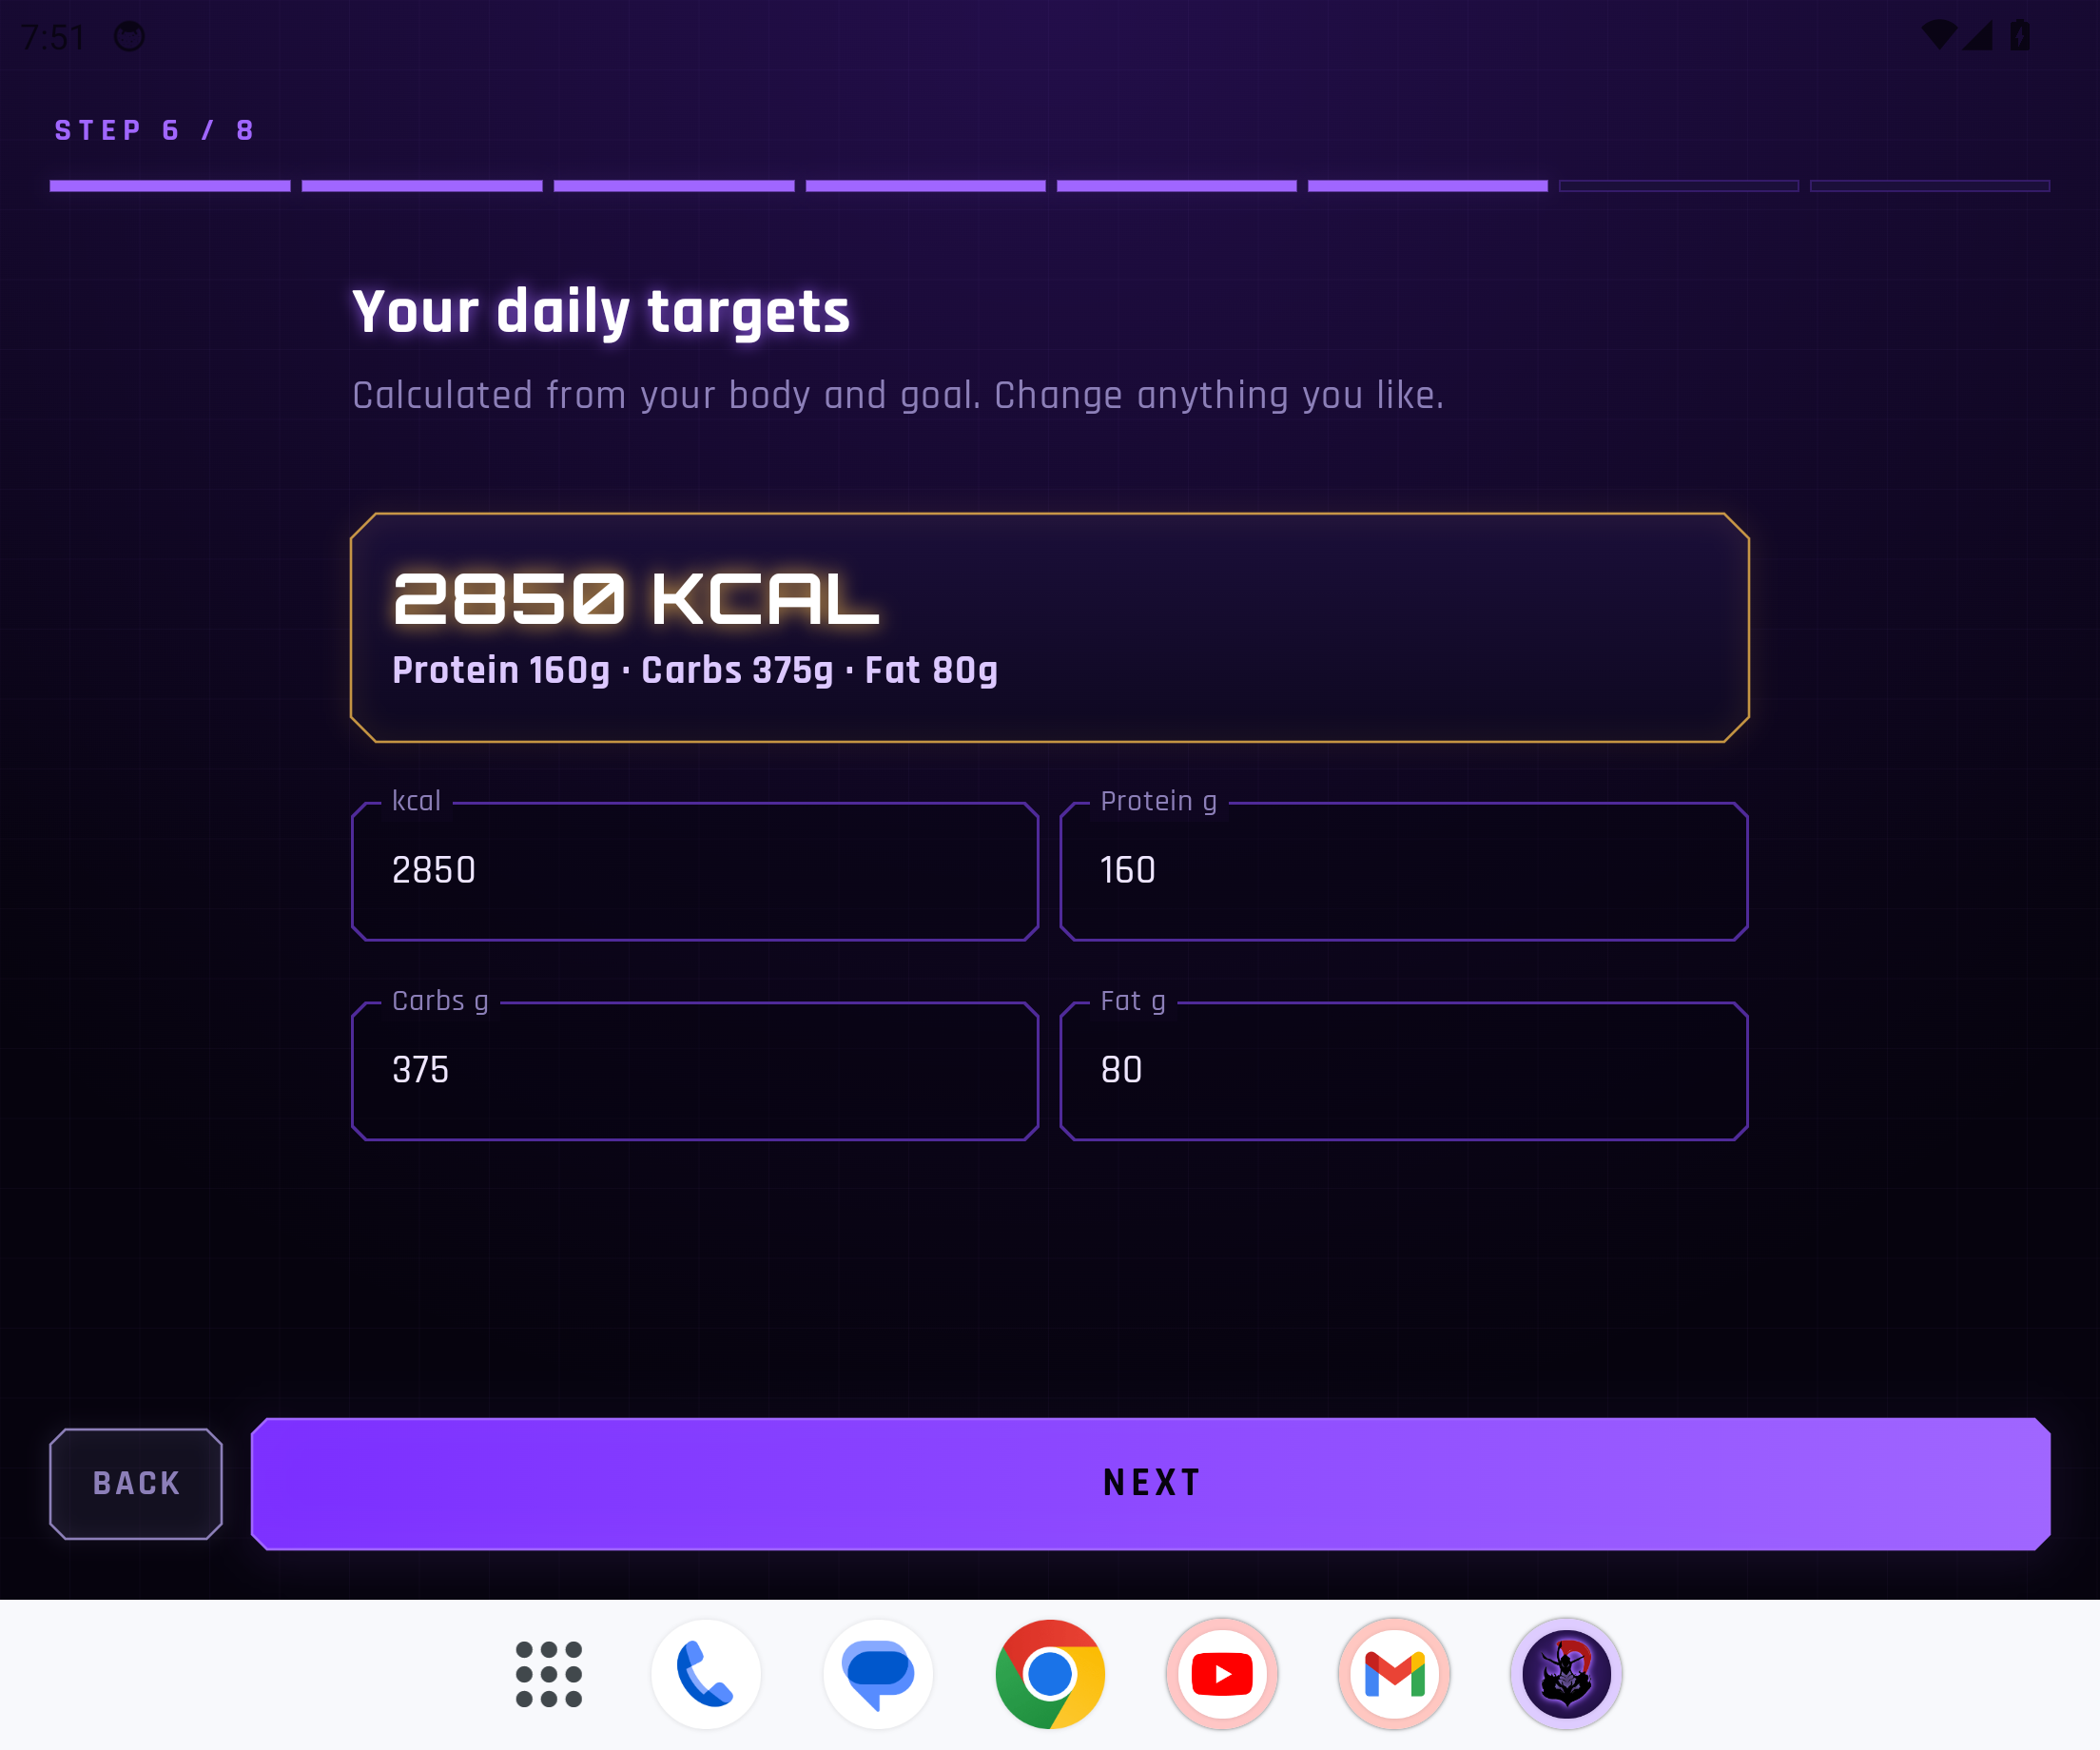 7:51
STEP 6 / 8
Your daily targets
Calculated from your body and goal. Change anything you like.
2850 KCAL
Protein 160g · Carbs 375g · Fat 80g
kcal
2850
Protein g
160
Carbs g
375
Fat g
80
BACK
NEXT